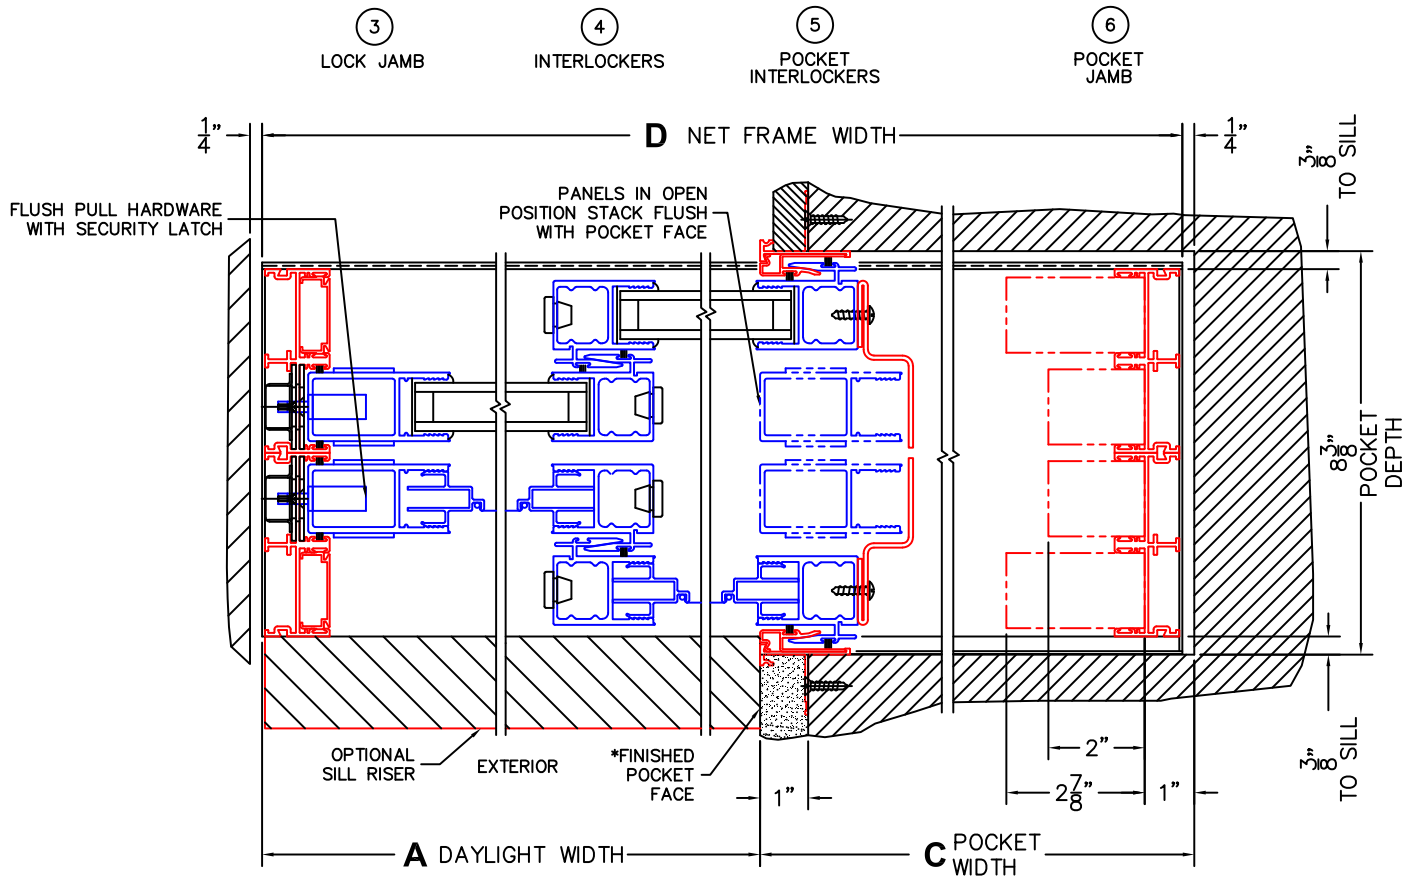 3
LOCK JAMB
4
INTERLOCKERS
5
POCKET
INTERLOCKERS
6
POCKET
JAMB
1/4"
D NET FRAME WIDTH
1/4"
3/8"
TO SILL
FLUSH PULL HARDWARE
WITH SECURITY LATCH
PANELS IN OPEN
POSITION STACK FLUSH
WITH POCKET FACE
8 3/8"
POCKET
DEPTH
OPTIONAL
SILL RISER
EXTERIOR
*FINISHED
POCKET
FACE
1"
2"
2 7/8"
1"
3/8"
TO SILL
A DAYLIGHT WIDTH
C POCKET
WIDTH